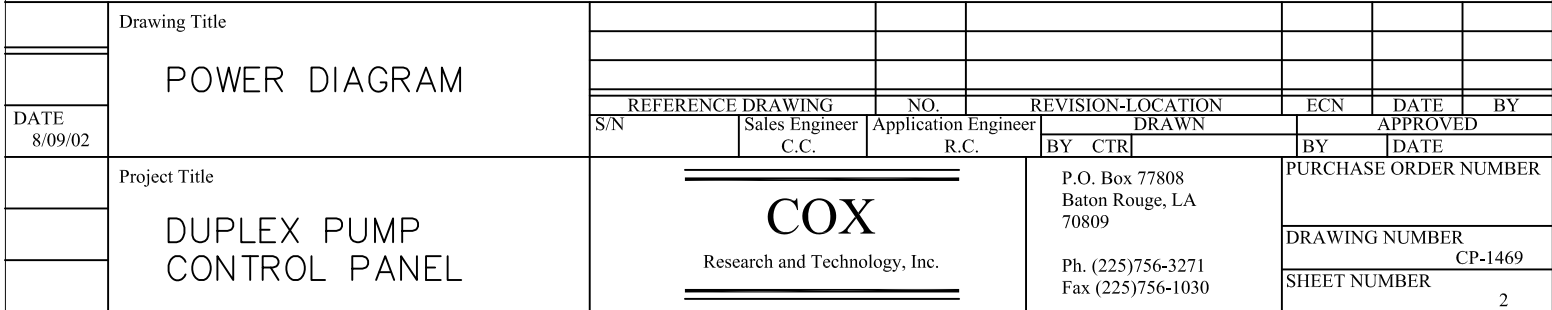 DATE
8/09/02
Drawing Title
POWER DIAGRAM
REFERENCE DRAWING NO. REVISION-LOCATION ECN DATE BY
S/N Sales Engineer Application Engineer DRAWN APPROVED
C.C. R.C. BY CTR BY DATE
Project Title
DUPLEX PUMP
CONTROL PANEL
COX
Research and Technology, Inc.
P.O. Box 77808
Baton Rouge, LA
70809
Ph. (225)756-3271
Fax (225)756-1030
PURCHASE ORDER NUMBER
DRAWING NUMBER
CP-1469
SHEET NUMBER
2